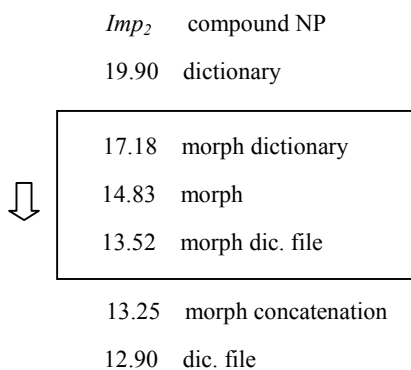 Imp2 compound NP
19.90 dictionary
17.18 morph dictionary
14.83 morph
13.52 morph dic. file
13.25 morph concatenation
12.90 dic. file